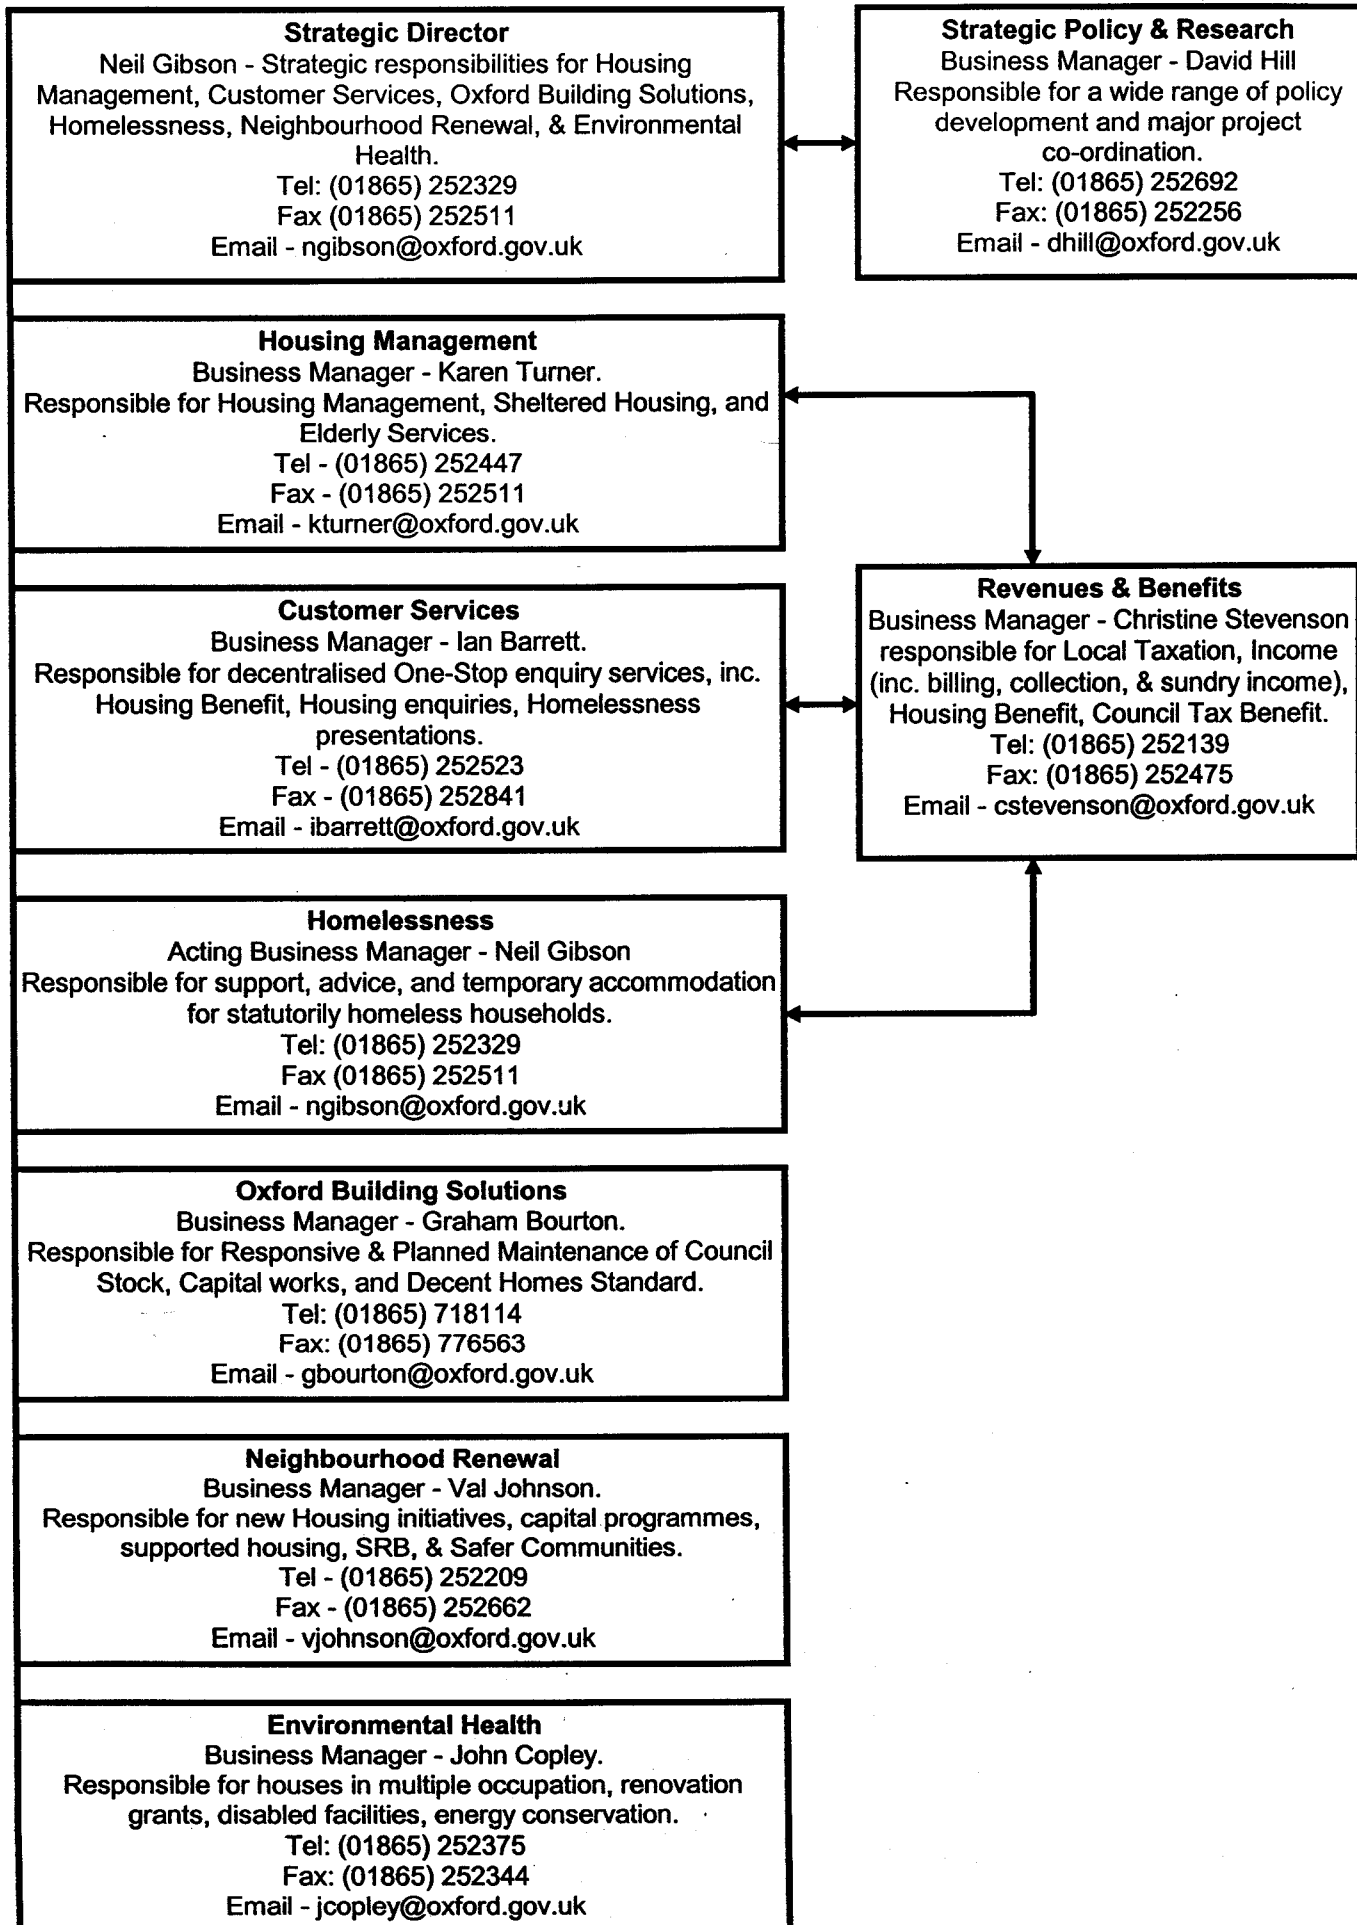 Strategic Director
Neil Gibson - Strategic responsibilities for Housing
Management, Customer Services, Oxford Building Solutions,
Homelessness, Neighbourhood Renewal, & Environmental
Health.
Tel: (01865) 252329
Fax (01865) 252511
Email - ngibson@oxford.gov.uk
Strategic Policy & Research
Business Manager - David Hill
Responsible for a wide range of policy
development and major project
co-ordination.
Tel: (01865) 252692
Fax: (01865) 252256
Email - dhill@oxford.gov.uk
Housing Management
Business Manager - Karen Turner.
Responsible for Housing Management, Sheltered Housing, and
Elderly Services.
Tel - (01865) 252447
Fax - (01865) 252511
Email - kturner@oxford.gov.uk
Customer Services
Business Manager - Ian Barrett.
Responsible for decentralised One-Stop enquiry services, inc.
Housing Benefit, Housing enquiries, Homelessness
presentations.
Tel - (01865) 252523
Fax - (01865) 252841
Email - ibarrett@oxford.gov.uk
Revenues & Benefits
Business Manager - Christine Stevenson
responsible for Local Taxation, Income
(inc. billing, collection, & sundry income),
Housing Benefit, Council Tax Benefit.
Tel: (01865) 252139
Fax: (01865) 252475
Email - cstevenson@oxford.gov.uk
Homelessness
Acting Business Manager - Neil Gibson
Responsible for support, advice, and temporary accommodation
for statutorily homeless households.
Tel: (01865) 252329
Fax (01865) 252511
Email - ngibson@oxford.gov.uk
Oxford Building Solutions
Business Manager - Graham Bourton.
Responsible for Responsive & Planned Maintenance of Council
Stock, Capital works, and Decent Homes Standard.
Tel: (01865) 718114
Fax: (01865) 776563
Email - gbourton@oxford.gov.uk
Neighbourhood Renewal
Business Manager - Val Johnson.
Responsible for new Housing initiatives, capital programmes,
supported housing, SRB, & Safer Communities.
Tel - (01865) 252209
Fax - (01865) 252662
Email - vjohnson@oxford.gov.uk
Environmental Health
Business Manager - John Copley.
Responsible for houses in multiple occupation, renovation
grants, disabled facilities, energy conservation.
Tel: (01865) 252375
Fax: (01865) 252344
Email - jcopley@oxford.gov.uk